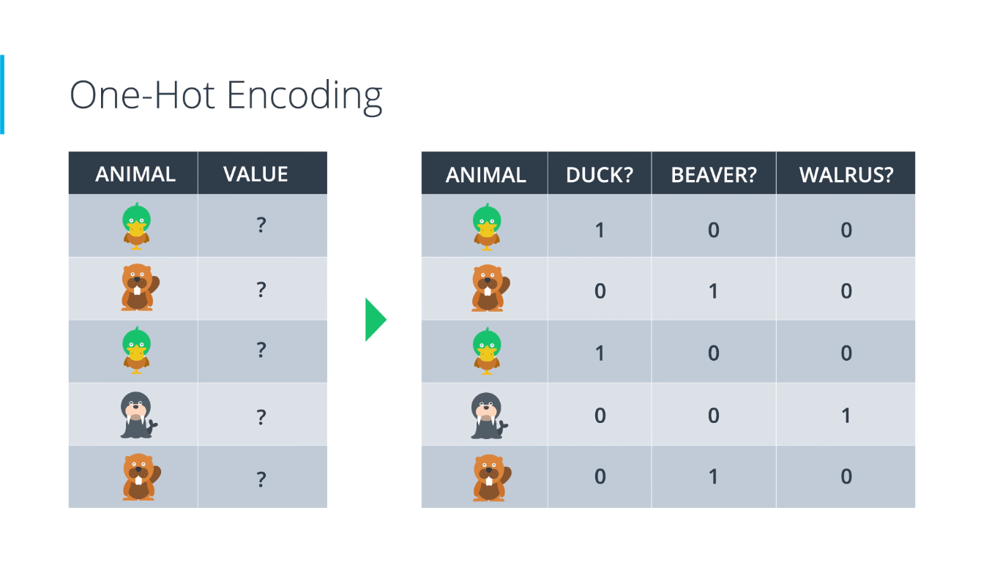 One-Hot Encoding
ANIMAL VALUE
?
?
?
?
?
ANIMAL DUCK? BEAVER? WALRUS?
1 0 0
0 1 0
1 0 0
0 0 1
0 1 0